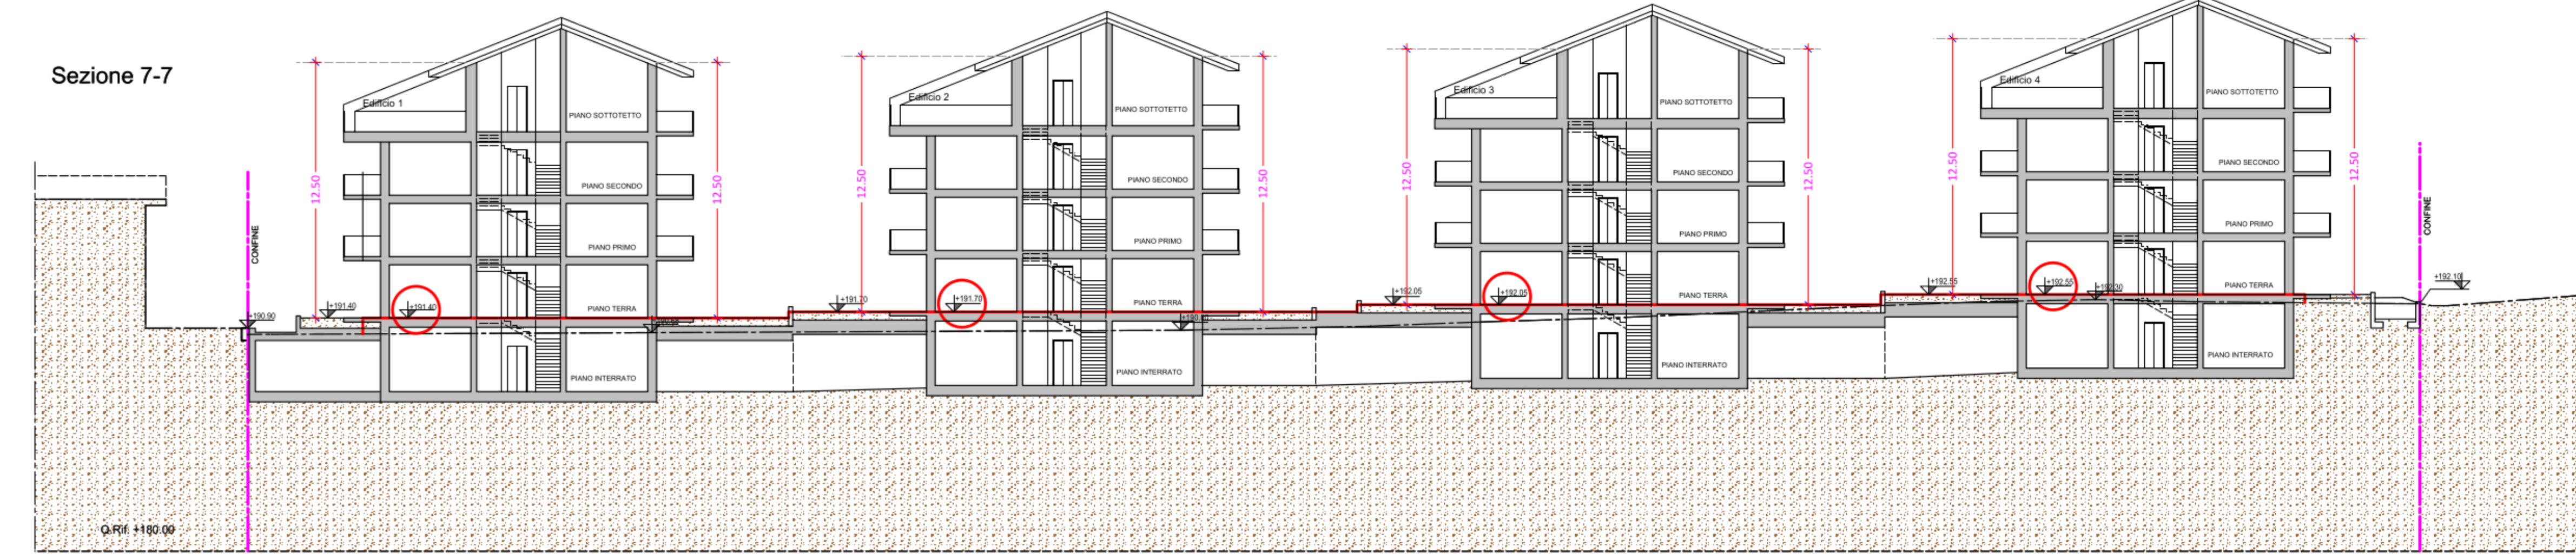 Sezione 7-7
Edificio 1
Edificio 2
Edificio 3
Edificio 4
12.50
12.50
12.50
12.50
12.50
12.50
12.50
12.50
PIANO SOTTOTETTO
PIANO SECONDO
PIANO PRIMO
PIANO TERRA
PIANO INTERRATO
PIANO SOTTOTETTO
PIANO SECONDO
PIANO PRIMO
PIANO TERRA
PIANO INTERRATO
PIANO SOTTOTETTO
PIANO SECONDO
PIANO PRIMO
PIANO TERRA
PIANO INTERRATO
PIANO SOTTOTETTO
PIANO SECONDO
PIANO PRIMO
PIANO TERRA
PIANO INTERRATO
CONFINE
CONFINE
+190.90
+191.40
+191.40
+191.70
+191.70
+192.05
+192.05
+192.55
+192.55
+192.30
+192.10
Q.Rif. +180.00